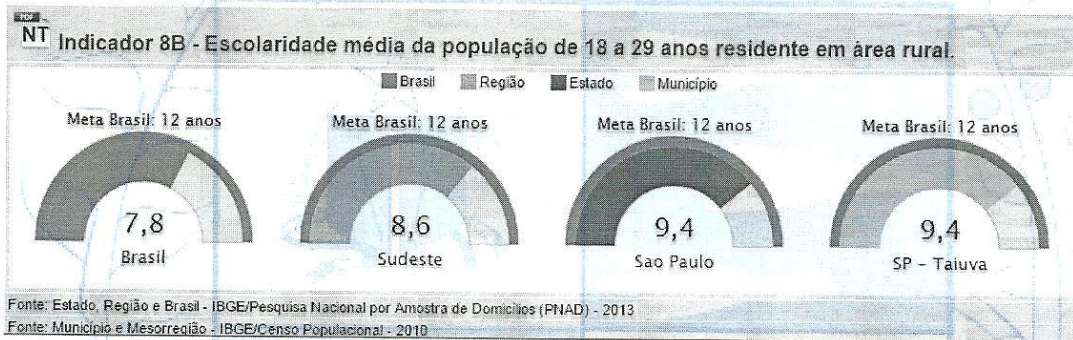 PDF
NT
Indicador 8B - Escolaridade média da população de 18 a 29 anos residente em área rural.
Brasil Região Estado Município
Meta Brasil: 12 anos
7,8
Brasil
Meta Brasil: 12 anos
8,6
Sudeste
Meta Brasil: 12 anos
9,4
Sao Paulo
Meta Brasil: 12 anos
9,4
SP - Taiuva
Fonte: Estado, Região e Brasil - IBGE/Pesquisa Nacional por Amostra de Domicílios (PNAD) - 2013
Fonte: Município e Mesorregião - IBGE/Censo Populacional - 2010